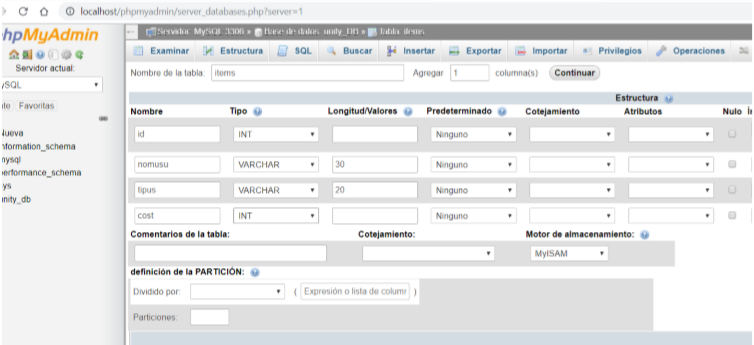 localhost/phpmyadmin/server_databases.php?server=1
hpMyAdmin
Servidor: MySQL:3306 » Base de datos: unity_DB » Tabla: items
Examinar Estructura SQL Buscar Insertar Exportar Importar Privilegios Operaciones
Servidor actual:
ySQL
Nombre de la tabla: items Agregar 1 columna(s) Continuar
Favoritas
Estructura
Nombre Tipo Longitud/Valores Predeterminado Cotejamiento Atributos Nulo
id INT Ninguno
nomusu VARCHAR 30 Ninguno
tipus VARCHAR 20 Ninguno
cost INT Ninguno
ueva
nformation_schema
mysql
erformance_schema
ys
nity_db
Comentarios de la tabla: Cotejamiento: Motor de almacenamiento:
MyISAM
definición de la PARTICIÓN:
Dividido por: ( Expresión o lista de column )
Particiones: